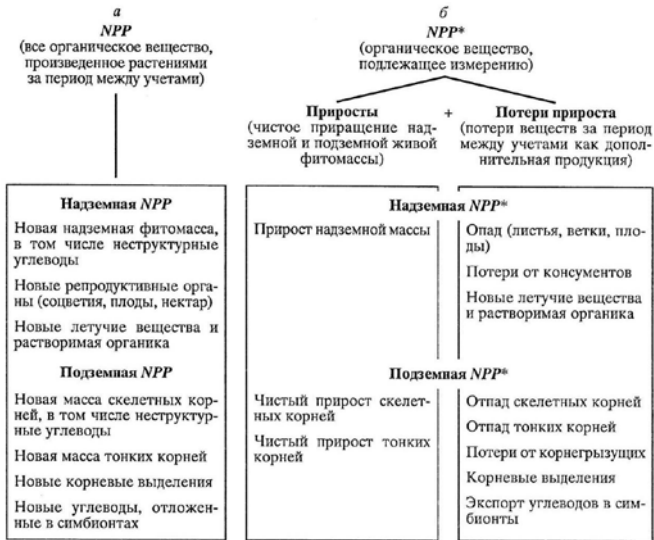 а
NPP
(все органическое вещество,
произведенное растениями
за период между учетами)
Надземная NPP
Новая надземная фитомасса,
в том числе неструктурные
углеводы
Новые репродуктивные орга-
ны (соцветия, плоды, нектар)
Новые летучие вещества и
растворимая органика
Подземная NPP
Новая масса скелетных кор-
ней, в том числе неструктур-
ные углеводы
Новая масса тонких корней
Новые корневые выделения
Новые углеводы, отложен-
ные в симбионтах
б
NPP*
(органическое вещество,
подлежащее измерению)
Приросты + Потери прироста
(чистое приращение над-
земной и подземной живой
фитомассы)
(потери веществ за период
между учетами как допол-
нительная продукция)
Надземная NPP*
Прирост надземной массы
Опад (листья, ветки, пло-
ды)
Потери от консументов
Новые летучие вещества
и растворимая органика
Подземная NPP*
Чистый прирост скелет-
ных корней
Чистый прирост тонких
корней
Отпад скелетных корней
Отпад тонких корней
Потери от корнегрызущих
Корневые выделения
Экспорт углеводов в сим-
бионты